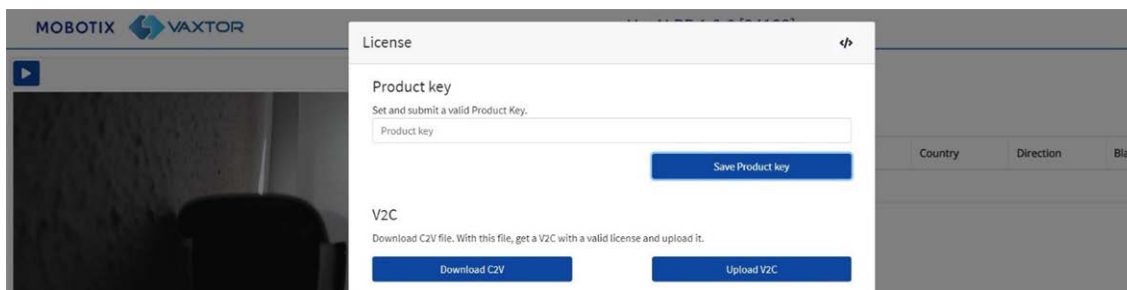 MOBOTIX VAXTOR
License </>
Product key
Set and submit a valid Product Key.
Product key
Save Product key
Country Direction Bla
V2C
Download C2V file. With this file, get a V2C with a valid license and upload it.
Download C2V Upload V2C